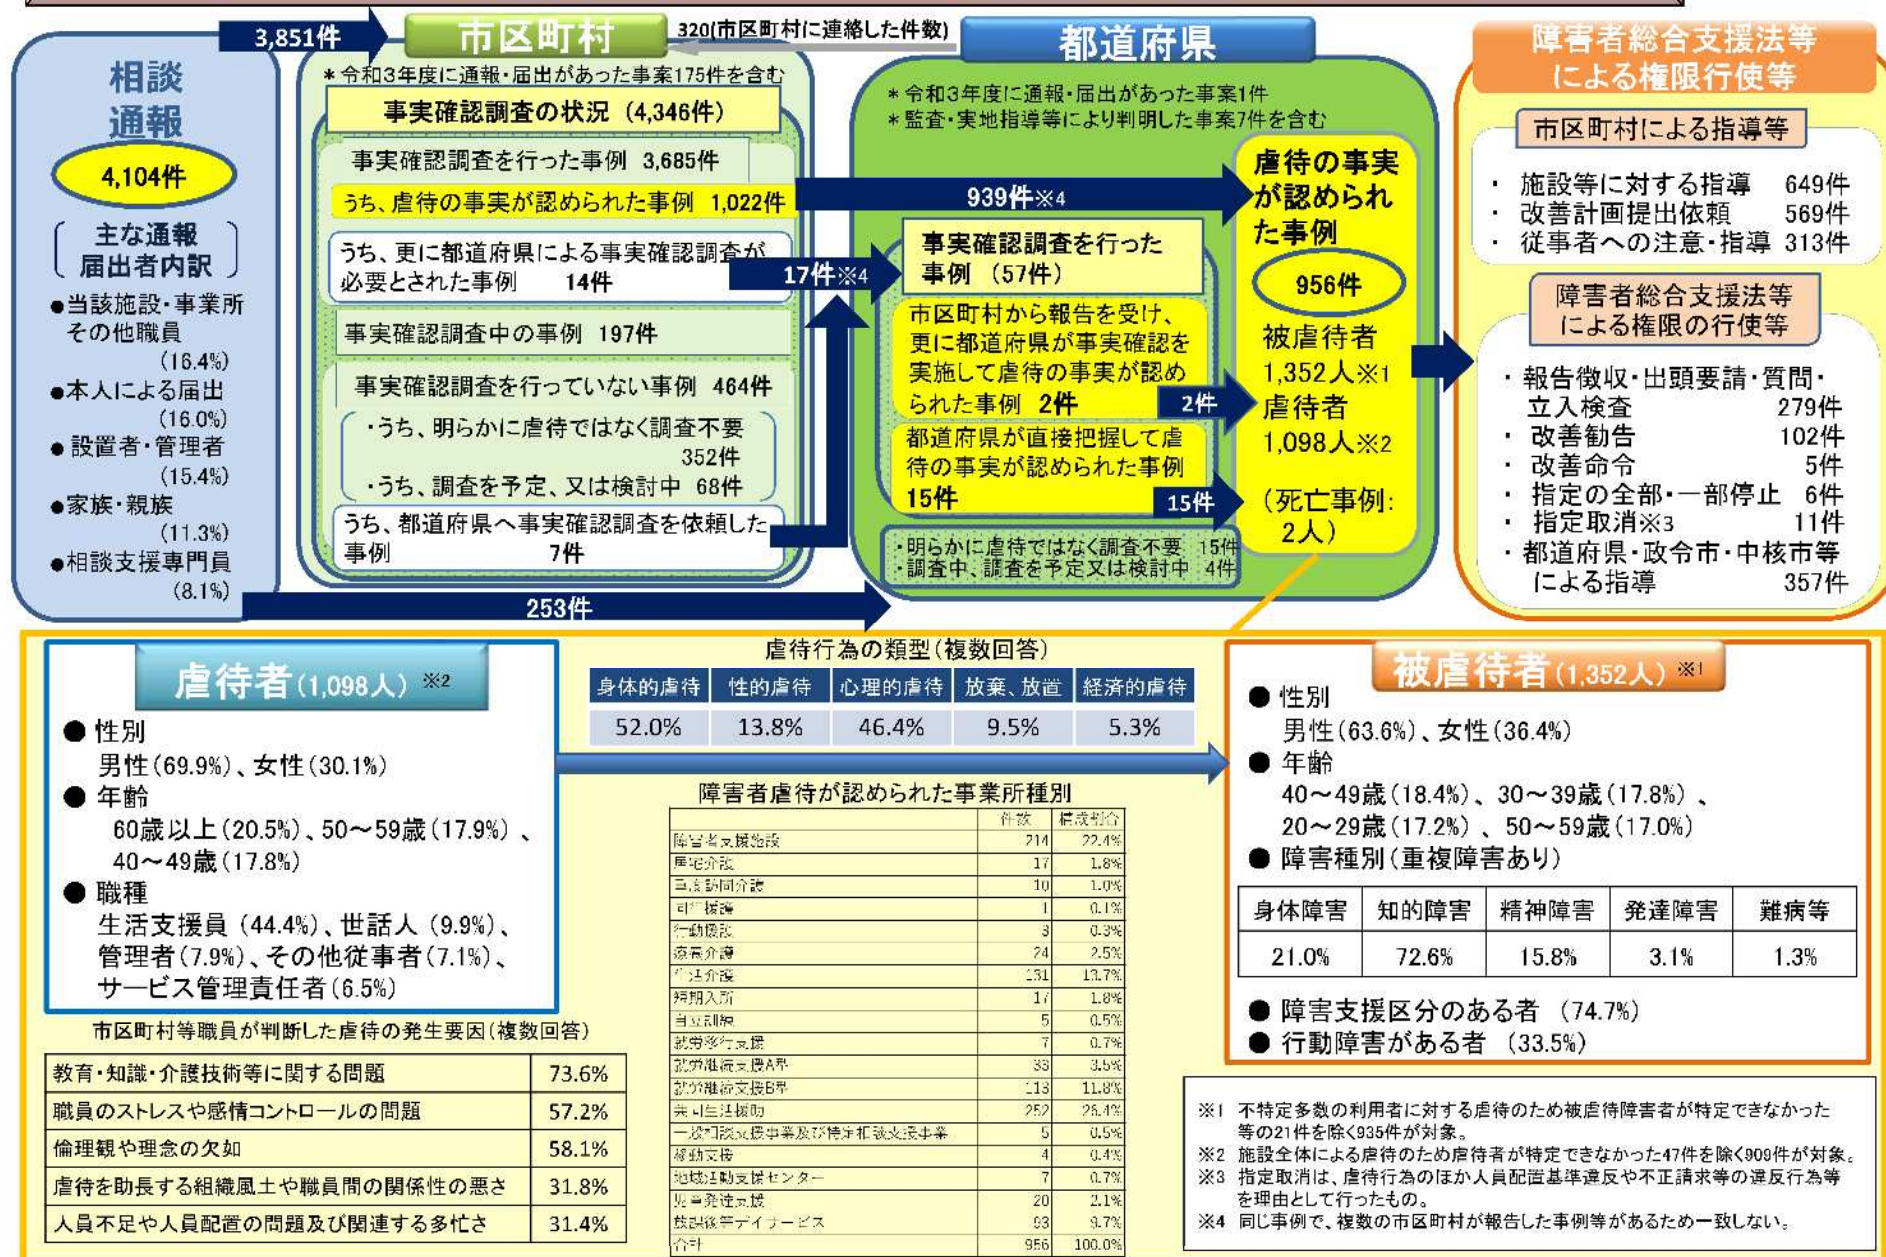 3,851件
市区町村
320(市区町村に連絡した件数)
都道府県
障害者総合支援法等
による権限行使等
相談
通報
4,104件
主な通報
届出者内訳
●当該施設・事業所
その他職員
(16.4%)
●本人による届出
(16.0%)
●設置者・管理者
(15.4%)
●家族・親族
(11.3%)
●相談支援専門員
(8.1%)
253件
*令和3年度に通報・届出があった事案175件を含む
事実確認調査の状況 (4,346件)
事実確認調査を行った事例 3,685件
うち、虐待の事実が認められた事例 1,022件
うち、更に都道府県による事実確認調査が
必要とされた事例 14件
事実確認調査中の事例 197件
事実確認調査を行っていない事例 464件
・うち、明らかに虐待ではなく調査不要
352件
・うち、調査を予定、又は検討中 68件
うち、都道府県へ事実確認調査を依頼した
事例 7件
939件※4
17件※4
*令和3年度に通報・届出があった事案1件
*監査・実地指導等により判明した事案7件を含む
事実確認調査を行った
事例 (57件)
市区町村から報告を受け、
更に都道府県が事実確認を
実施して虐待の事実が認め
られた事例 2件
2件
都道府県が直接把握して虐
待の事実が認められた事例
15件
15件
・明らかに虐待ではなく調査不要 15件
・調査中、調査を予定又は検討中 4件
虐待の事実
が認められ
た事例
956件
被虐待者
1,352人※1
虐待者
1,098人※2
(死亡事例:
2人)
市区町村による指導等
・ 施設等に対する指導 649件
・ 改善計画提出依頼 569件
・ 従事者への注意・指導 313件
障害者総合支援法等
による権限の行使等
・報告徴収・出頭要請・質問・
立入検査 279件
・ 改善勧告 102件
・ 改善命令 5件
・ 指定の全部・一部停止 6件
・ 指定取消※3 11件
・都道府県・政令市・中核市等
による指導 357件
虐待者(1,098人) ※2
● 性別
男性(69.9%)、女性(30.1%)
● 年齢
60歳以上(20.5%)、50～59歳(17.9%)、
40～49歳(17.8%)
● 職種
生活支援員 (44.4%)、世話人 (9.9%)、
管理者(7.9%)、その他従事者(7.1%)、
サービス管理責任者(6.5%)
市区町村等職員が判断した虐待の発生要因(複数回答)
教育・知識・介護技術等に関する問題 73.6%
職員のストレスや感情コントロールの問題 57.2%
倫理観や理念の欠如 58.1%
虐待を助長する組織風土や職員間の関係性の悪さ 31.8%
人員不足や人員配置の問題及び関連する多忙さ 31.4%
虐待行為の類型(複数回答)
身体的虐待 性的虐待 心理的虐待 放棄、放置 経済的虐待
52.0% 13.8% 46.4% 9.5% 5.3%
障害者虐待が認められた事業所種別
件数 構成割合
障害者支援施設 214 22.4%
居宅介護 17 1.8%
重度訪問介護 10 1.0%
同行援護 1 0.1%
行動援護 3 0.3%
療養介護 24 2.5%
生活介護 131 13.7%
短期入所 17 1.8%
自立訓練 5 0.5%
就労移行支援 7 0.7%
就労継続支援A型 33 3.5%
就労継続支援B型 113 11.8%
共同生活援助 252 26.4%
一般相談支援事業及び特定相談支援事業 5 0.5%
移動支援 4 0.4%
地域活動支援センター 7 0.7%
児童発達支援 20 2.1%
放課後等デイサービス 93 9.7%
合計 956 100.0%
被虐待者(1,352人) ※1
● 性別
男性(63.6%)、女性(36.4%)
● 年齢
40～49歳(18.4%)、30～39歳(17.8%)、
20～29歳(17.2%)、50～59歳(17.0%)
● 障害種別(重複障害あり)
身体障害 知的障害 精神障害 発達障害 難病等
21.0% 72.6% 15.8% 3.1% 1.3%
● 障害支援区分のある者 (74.7%)
● 行動障害がある者 (33.5%)
※1 不特定多数の利用者に対する虐待のため被虐待障害者が特定できなかった
等の21件を除く935件が対象。
※2 施設全体による虐待のため虐待者が特定できなかった47件を除く909件が対象。
※3 指定取消は、虐待行為のほか人員配置基準違反や不正請求等の違反行為等
を理由として行ったもの。
※4 同じ事例で、複数の市区町村が報告した事例等があるため一致しない。